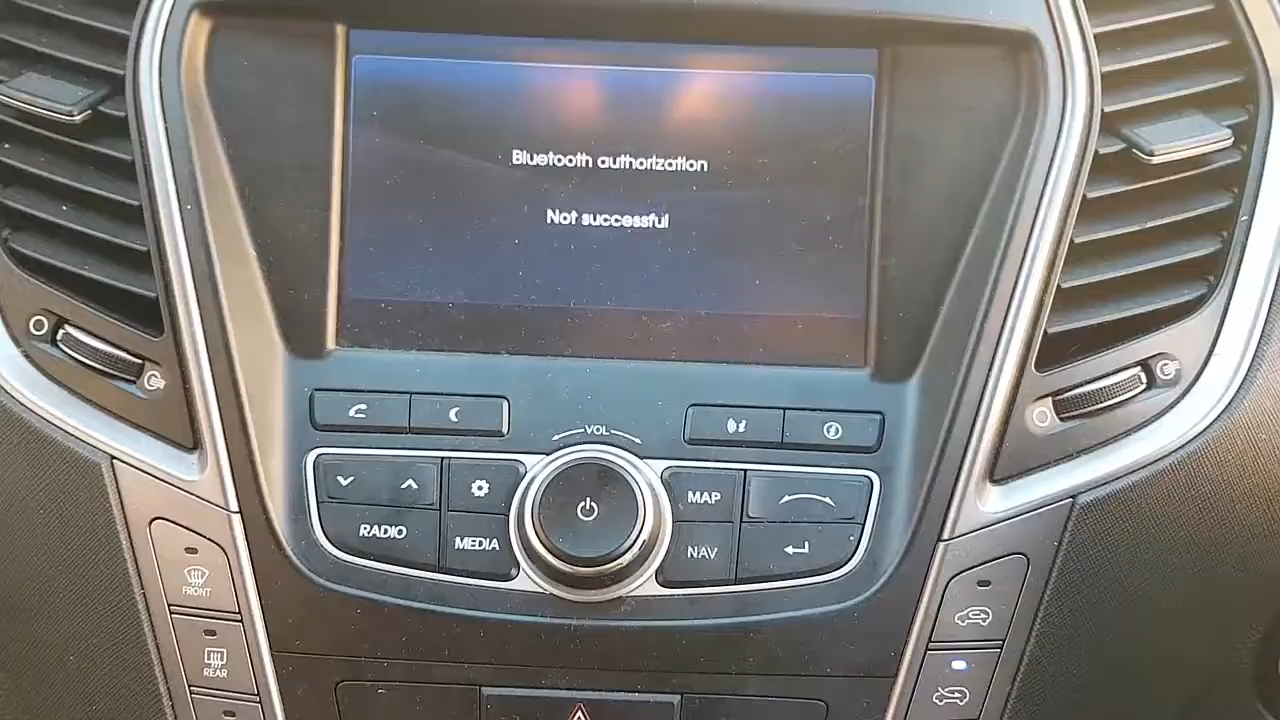 Bluetooth authorization
Not successful
VOL
RADIO
MEDIA
MAP
NAV
FRONT
REAR